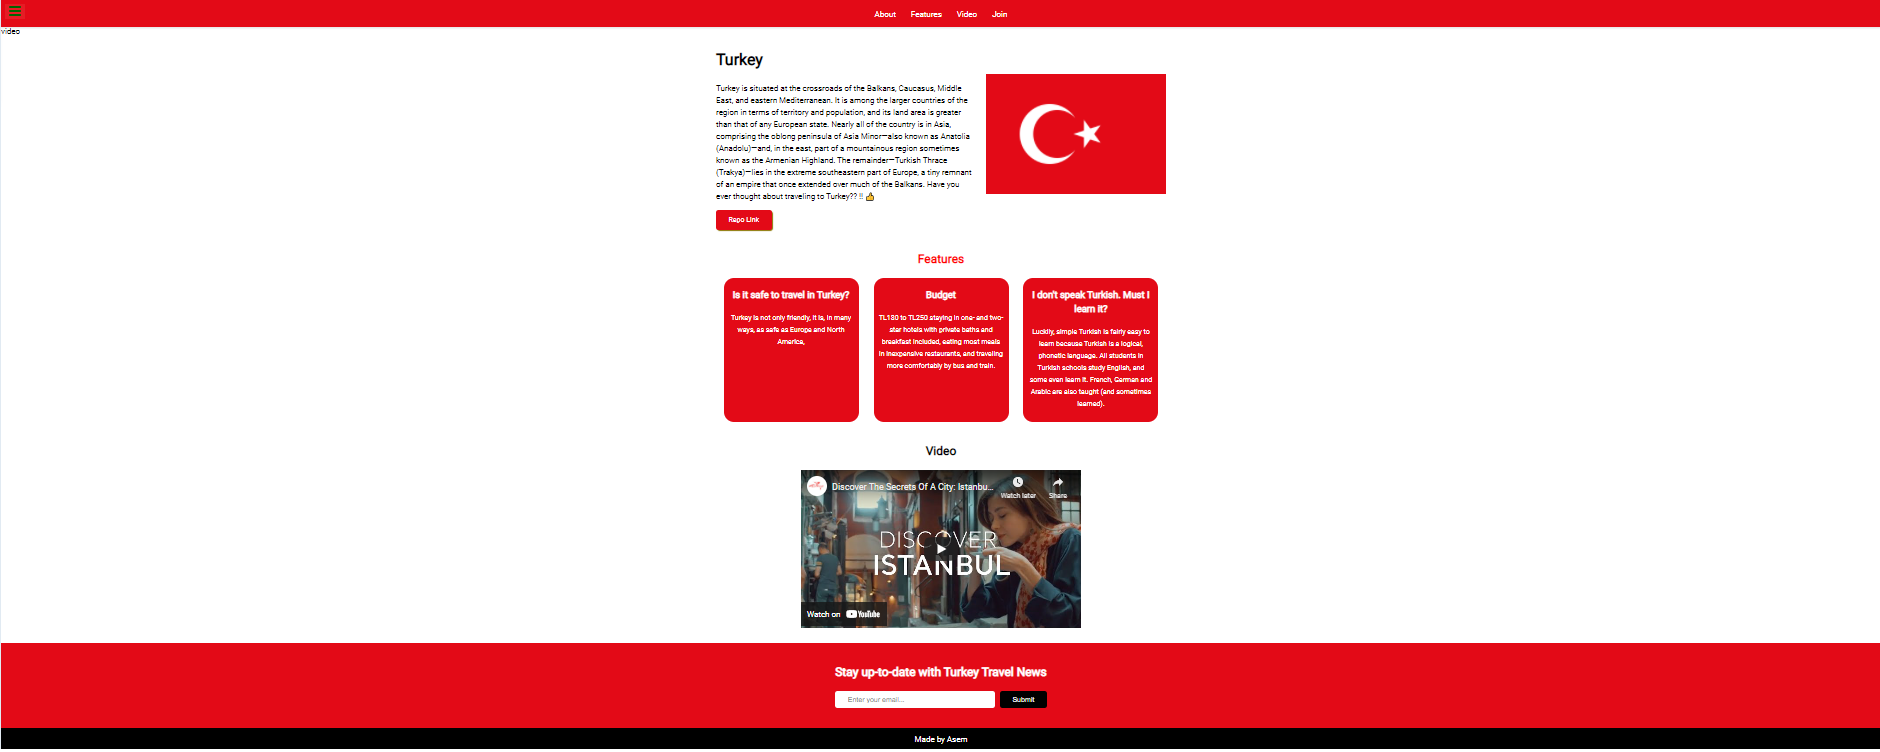 About Features Video Join
video
Turkey
Turkey is situated at the crossroads of the Balkans, Caucasus, Middle
East, and eastern Mediterranean. It is among the larger countries of the
region in terms of territory and population, and its land area is greater
than that of any European state. Nearly all of the country is in Asia,
comprising the oblong peninsula of Asia Minor—also known as Anatolia
(Anadolu)—and, in the east, part of a mountainous region sometimes
known as the Armenian Highland. The remainder—Turkish Thrace
(Trakya)—lies in the extreme southeastern part of Europe, a tiny remnant
of an empire that once extended over much of the Balkans. Have you
ever thought about traveling to Turkey?? !! 👍
Repo Link
Features
Is it safe to travel in Turkey?
Turkey is not only friendly, it is, in many
ways, as safe as Europe and North
America,
Budget
TL130 to TL250 staying in one- and two-
star hotels with private baths and
breakfast included, eating most meals
in inexpensive restaurants, and traveling
more comfortably by bus and train.
I don't speak Turkish. Must I
learn it?
Luckily, simple Turkish is fairly easy to
learn because Turkish is a logical,
phonetic language. All students in
Turkish schools study English, and
some even learn it. French, German and
Arabic are also taught (and sometimes
learned).
Video
Discover The Secrets Of A City: Istanbu...
Watch later Share
DISCOVER
ISTANBUL
Watch on YouTube
Stay up-to-date with Turkey Travel News
Enter your email... Submit
Made by Asem